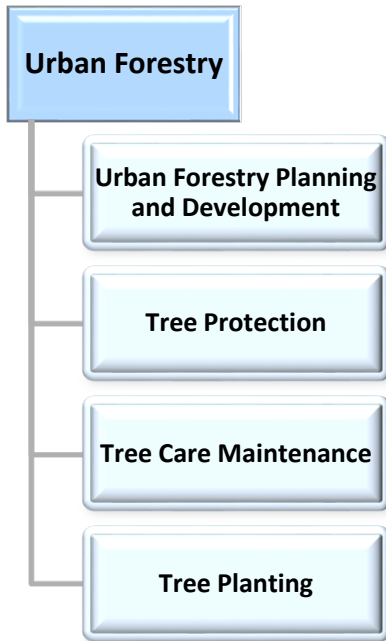 Urban Forestry
Urban Forestry Planning
and Development
Tree Protection
Tree Care Maintenance
Tree Planting